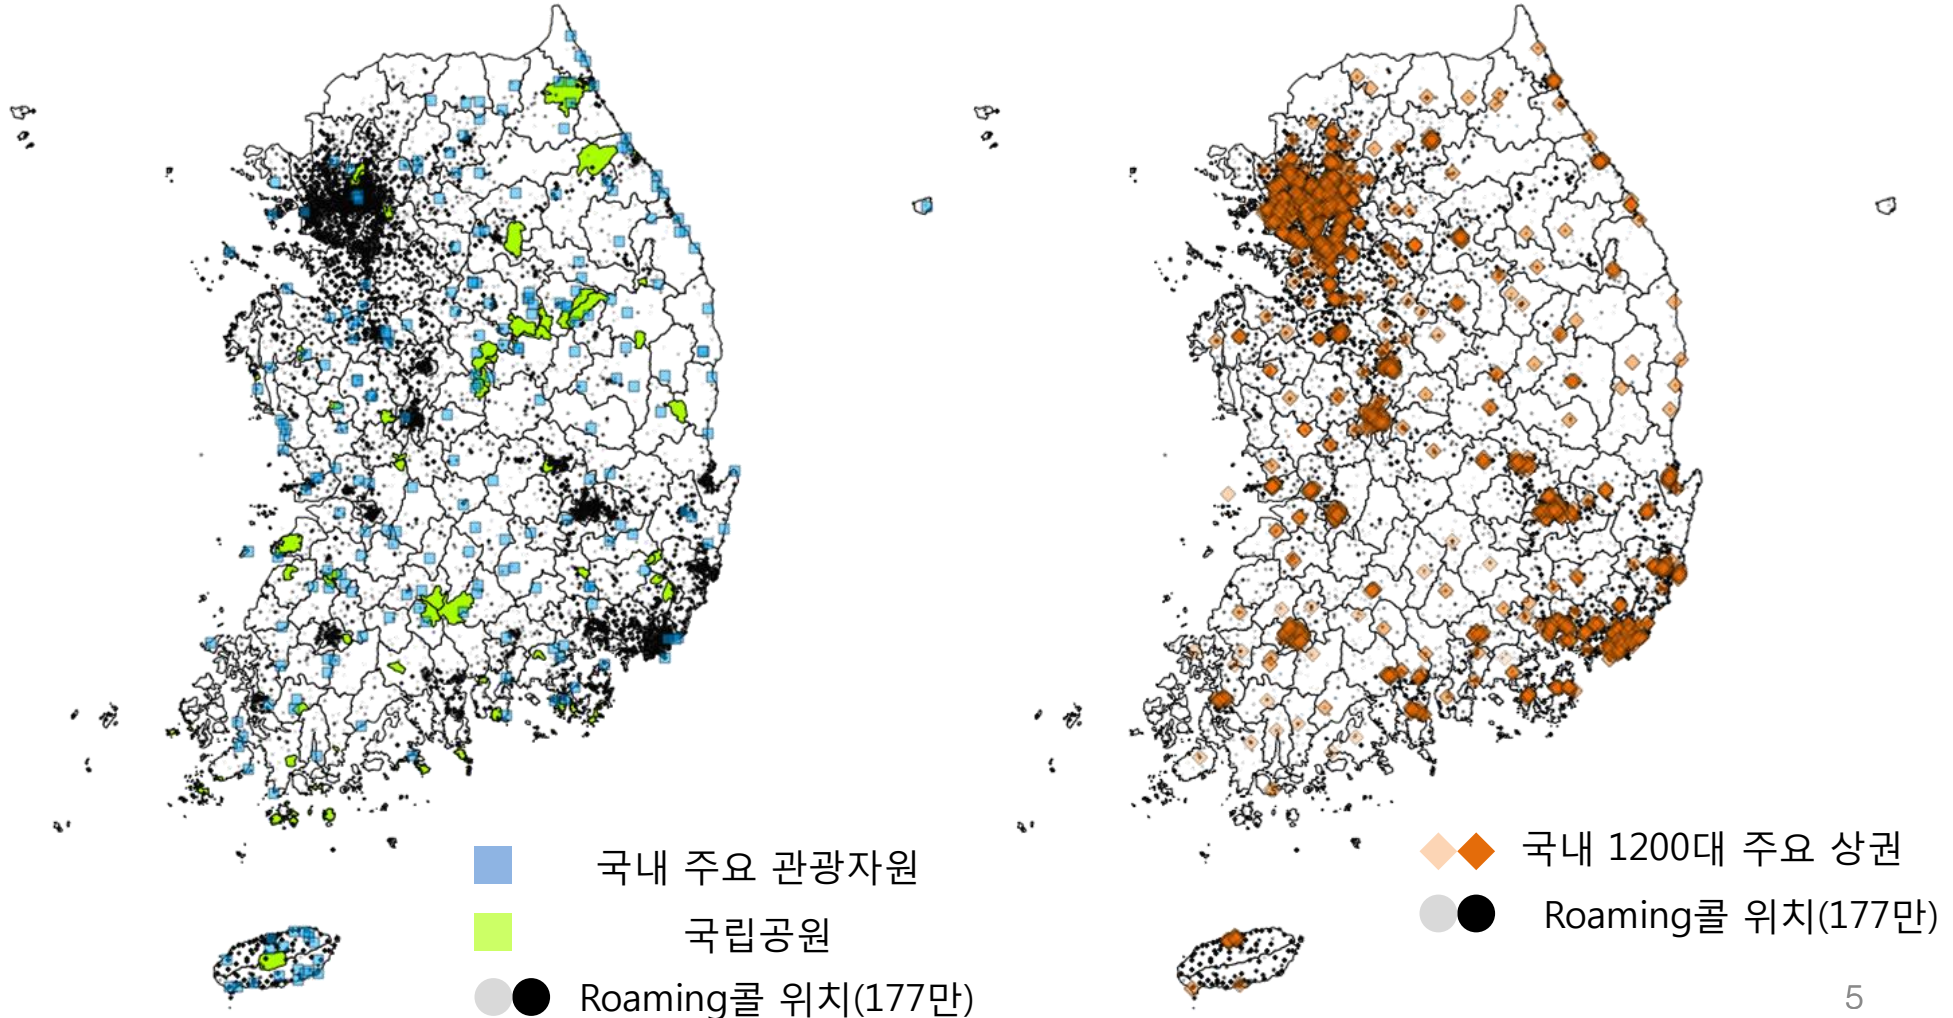 국내 주요 관광자원
국립공원
Roaming콜 위치(177만)
국내 1200대 주요 상권
Roaming콜 위치(177만)
5